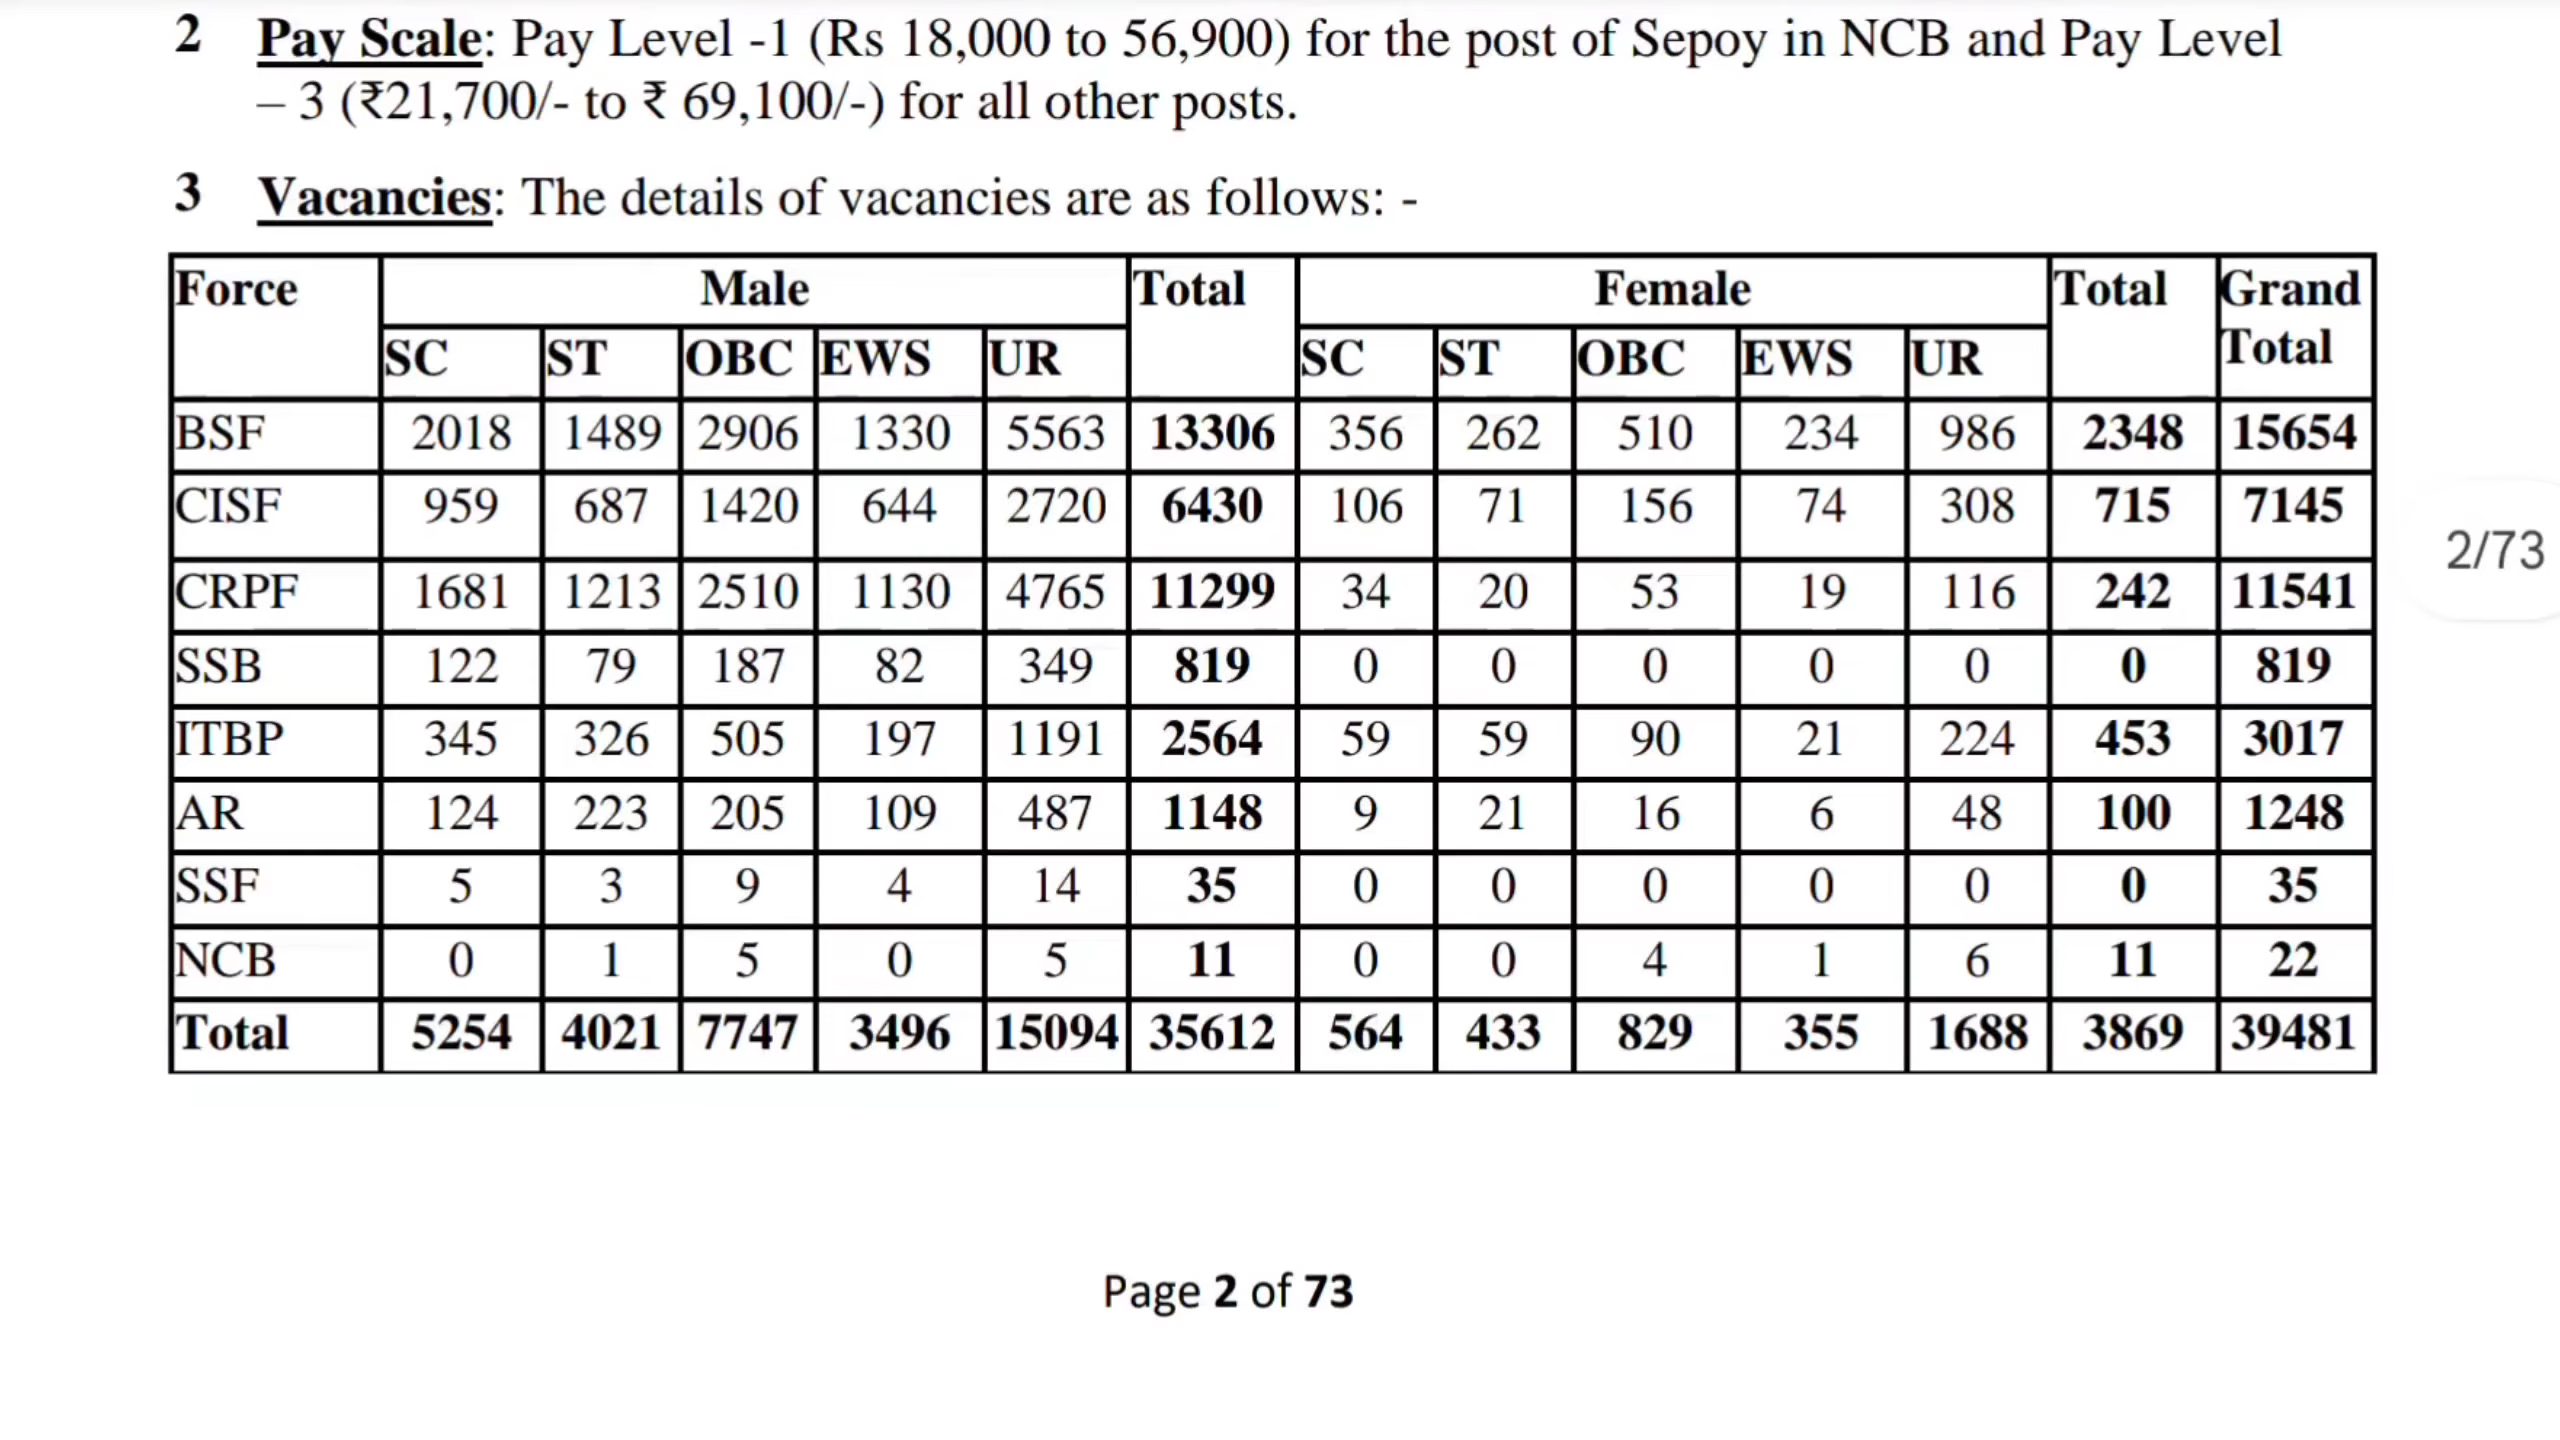 2 Pay Scale: Pay Level -1 (Rs 18,000 to 56,900) for the post of Sepoy in NCB and Pay Level
– 3 (₹21,700/- to ₹ 69,100/-) for all other posts.
3 Vacancies: The details of vacancies are as follows: -
Force Male Total Female Total Grand Total
SC ST OBC EWS UR SC ST OBC EWS UR
BSF 2018 1489 2906 1330 5563 13306 356 262 510 234 986 2348 15654
CISF 959 687 1420 644 2720 6430 106 71 156 74 308 715 7145
2/73
CRPF 1681 1213 2510 1130 4765 11299 34 20 53 19 116 242 11541
SSB 122 79 187 82 349 819 0 0 0 0 0 0 819
ITBP 345 326 505 197 1191 2564 59 59 90 21 224 453 3017
AR 124 223 205 109 487 1148 9 21 16 6 48 100 1248
SSF 5 3 9 4 14 35 0 0 0 0 0 0 35
NCB 0 1 5 0 5 11 0 0 4 1 6 11 22
Total 5254 4021 7747 3496 15094 35612 564 433 829 355 1688 3869 39481
Page 2 of 73